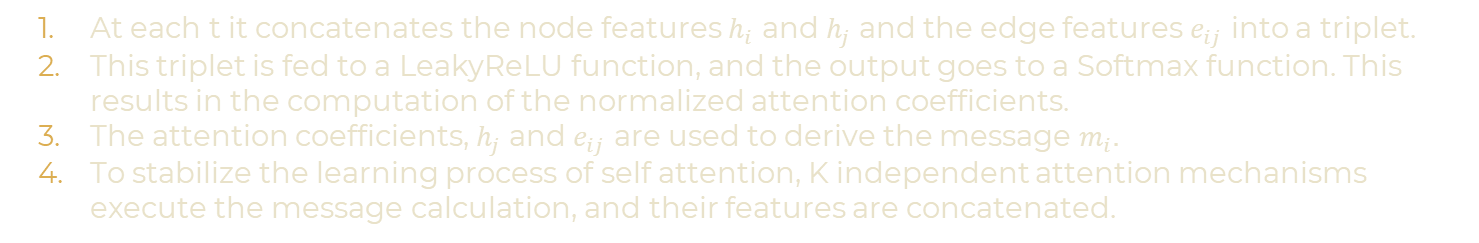 1. At each t it concatenates the node features hᵢ and hⱼ and the edge features eᵢⱼ into a triplet.
2. This triplet is fed to a LeakyReLU function, and the output goes to a Softmax function. This
results in the computation of the normalized attention coefficients.
3. The attention coefficients, hⱼ and eᵢⱼ are used to derive the message mᵢ.
4. To stabilize the learning process of self attention, K independent attention mechanisms
execute the message calculation, and their features are concatenated.